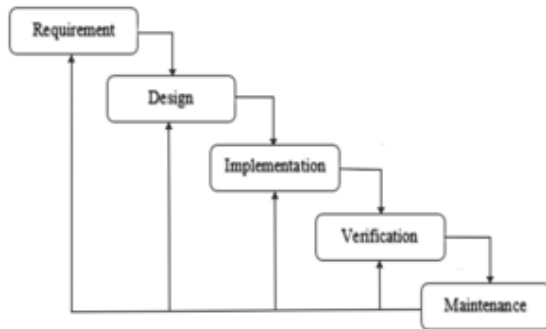 Requirement
Design
Implementation
Verification
Maintenance